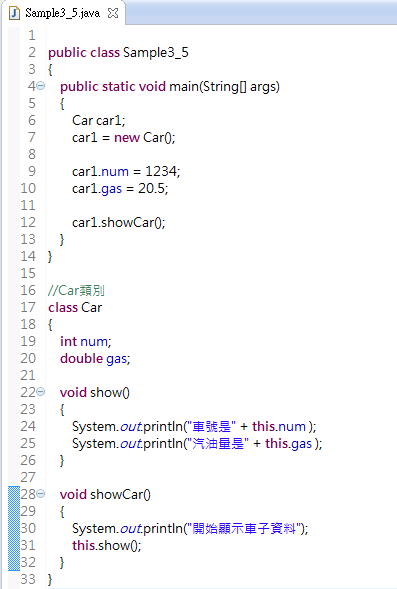 Sample3_5.java
1
2 public class Sample3_5
3 {
4 public static void main(String[] args)
5 {
6 Car car1;
7 car1 = new Car();
8
9 car1.num = 1234;
10 car1.gas = 20.5;
11
12 car1.showCar();
13 }
14 }
15
16 //Car類別
17 class Car
18 {
19 int num;
20 double gas;
21
22 void show()
23 {
24 System.out.println("車號是" + this.num );
25 System.out.println("汽油量是" + this.gas );
26 }
27
28 void showCar()
29 {
30 System.out.println("開始顯示車子資料");
31 this.show();
32 }
33 }